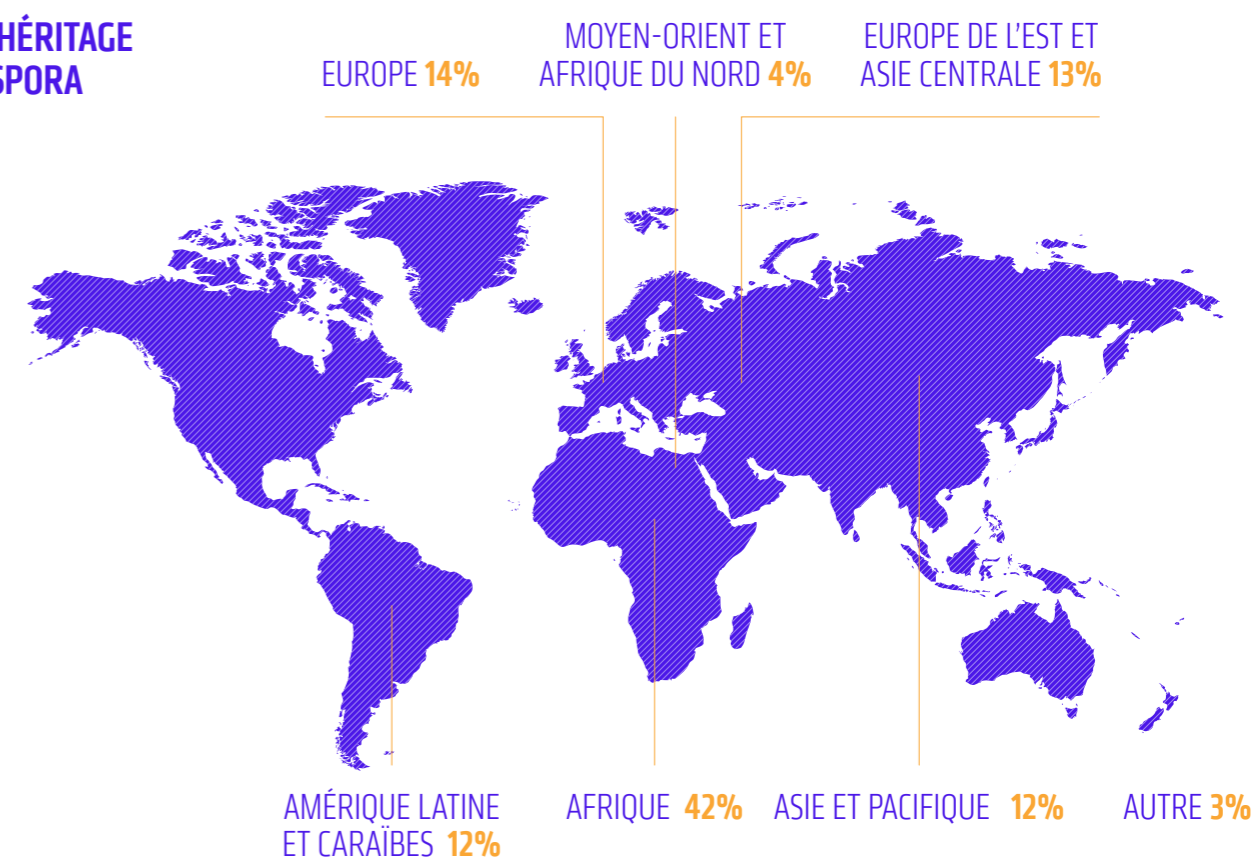 HÉRITAGE
SPORA
EUROPE 14%
MOYEN-ORIENT ET
AFRIQUE DU NORD 4%
EUROPE DE L'EST ET
ASIE CENTRALE 13%
AMÉRIQUE LATINE
ET CARAÏBES 12%
AFRIQUE 42%
ASIE ET PACIFIQUE 12%
AUTRE 3%